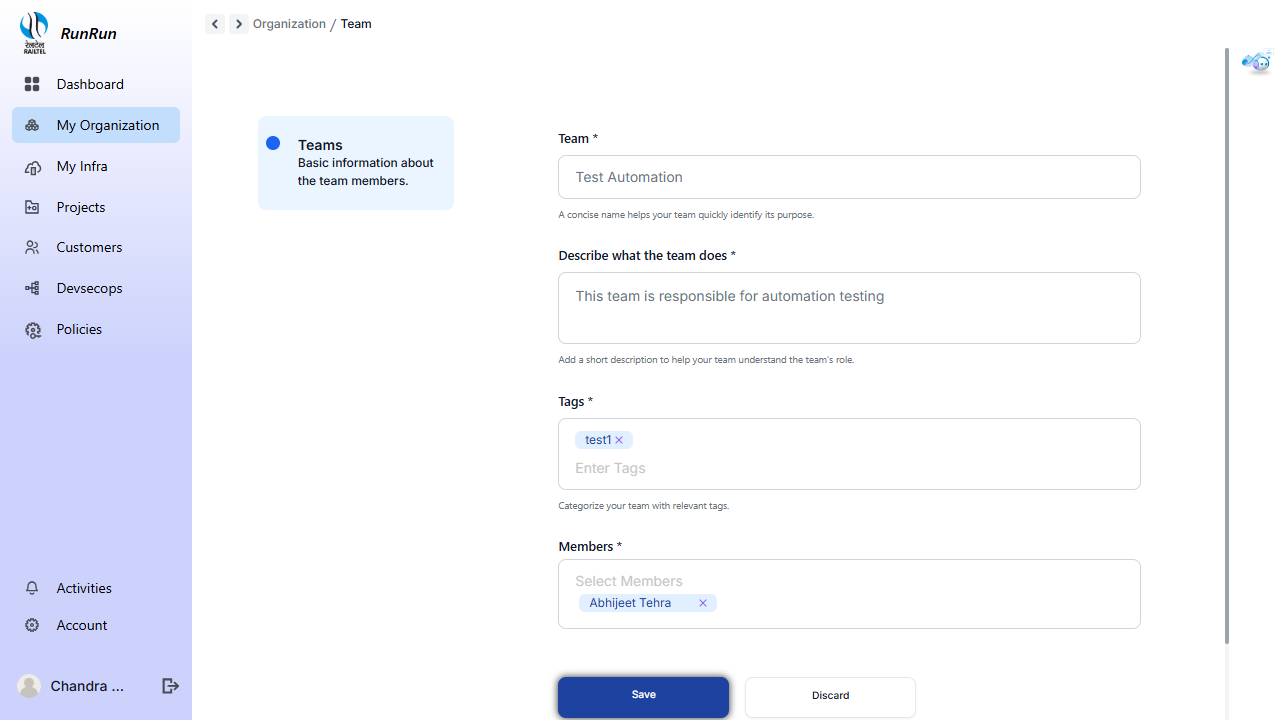 रेलटेल
RAILTEL
RunRun
Dashboard
My Organization
My Infra
Projects
Customers
Devsecops
Policies
Activities
Account
Chandra ...
Organization / Team
Teams
Basic information about
the team members.
Team *
Test Automation
A concise name helps your team quickly identify its purpose.
Describe what the team does *
This team is responsible for automation testing
Add a short description to help your team understand the team's role.
Tags *
test1
Enter Tags
Categorize your team with relevant tags.
Members *
Select Members
Abhijeet Tehra
Save
Discard